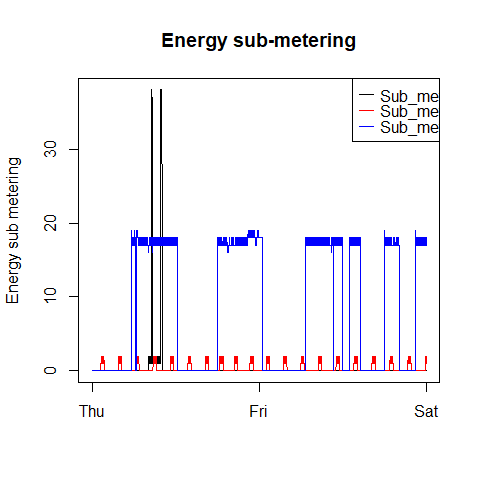 Energy sub-metering
Sub_me
Sub_me
Sub_me
Energy sub metering
30
20
10
0
Thu
Fri
Sat